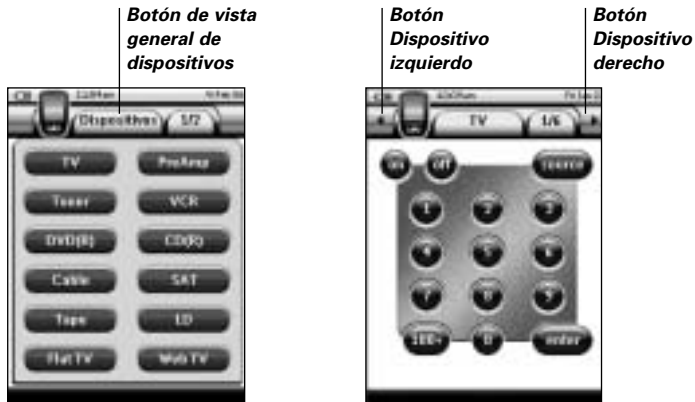 Botón de vista
general de
dispositivos
Botón
Dispositivo
izquierdo
Botón
Dispositivo
derecho
Dispositivos 1/2
TV PreAmp
Tuner VCR
DVD(R) CD(R)
Cable SAT
Tape LD
Flat TV Web TV
TV 1/6
on off source
1 2 3
4 5 6
7 8 9
100+ 0 enter